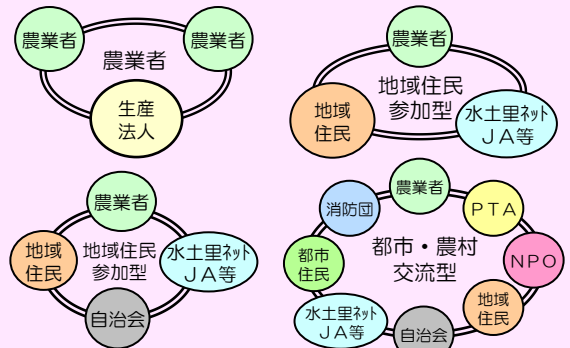 農業者
農業者
農業者
生産
法人
農業者
地域住民
参加型
地域
住民
水土里ネット
ＪＡ等
農業者
地域
住民
地域住民
参加型
水土里ネット
ＪＡ等
自治会
農業者
消防団
ＰＴＡ
都市
住民
都市・農村
交流型
ＮＰＯ
地域
住民
水土里ネット
ＪＡ等
自治会